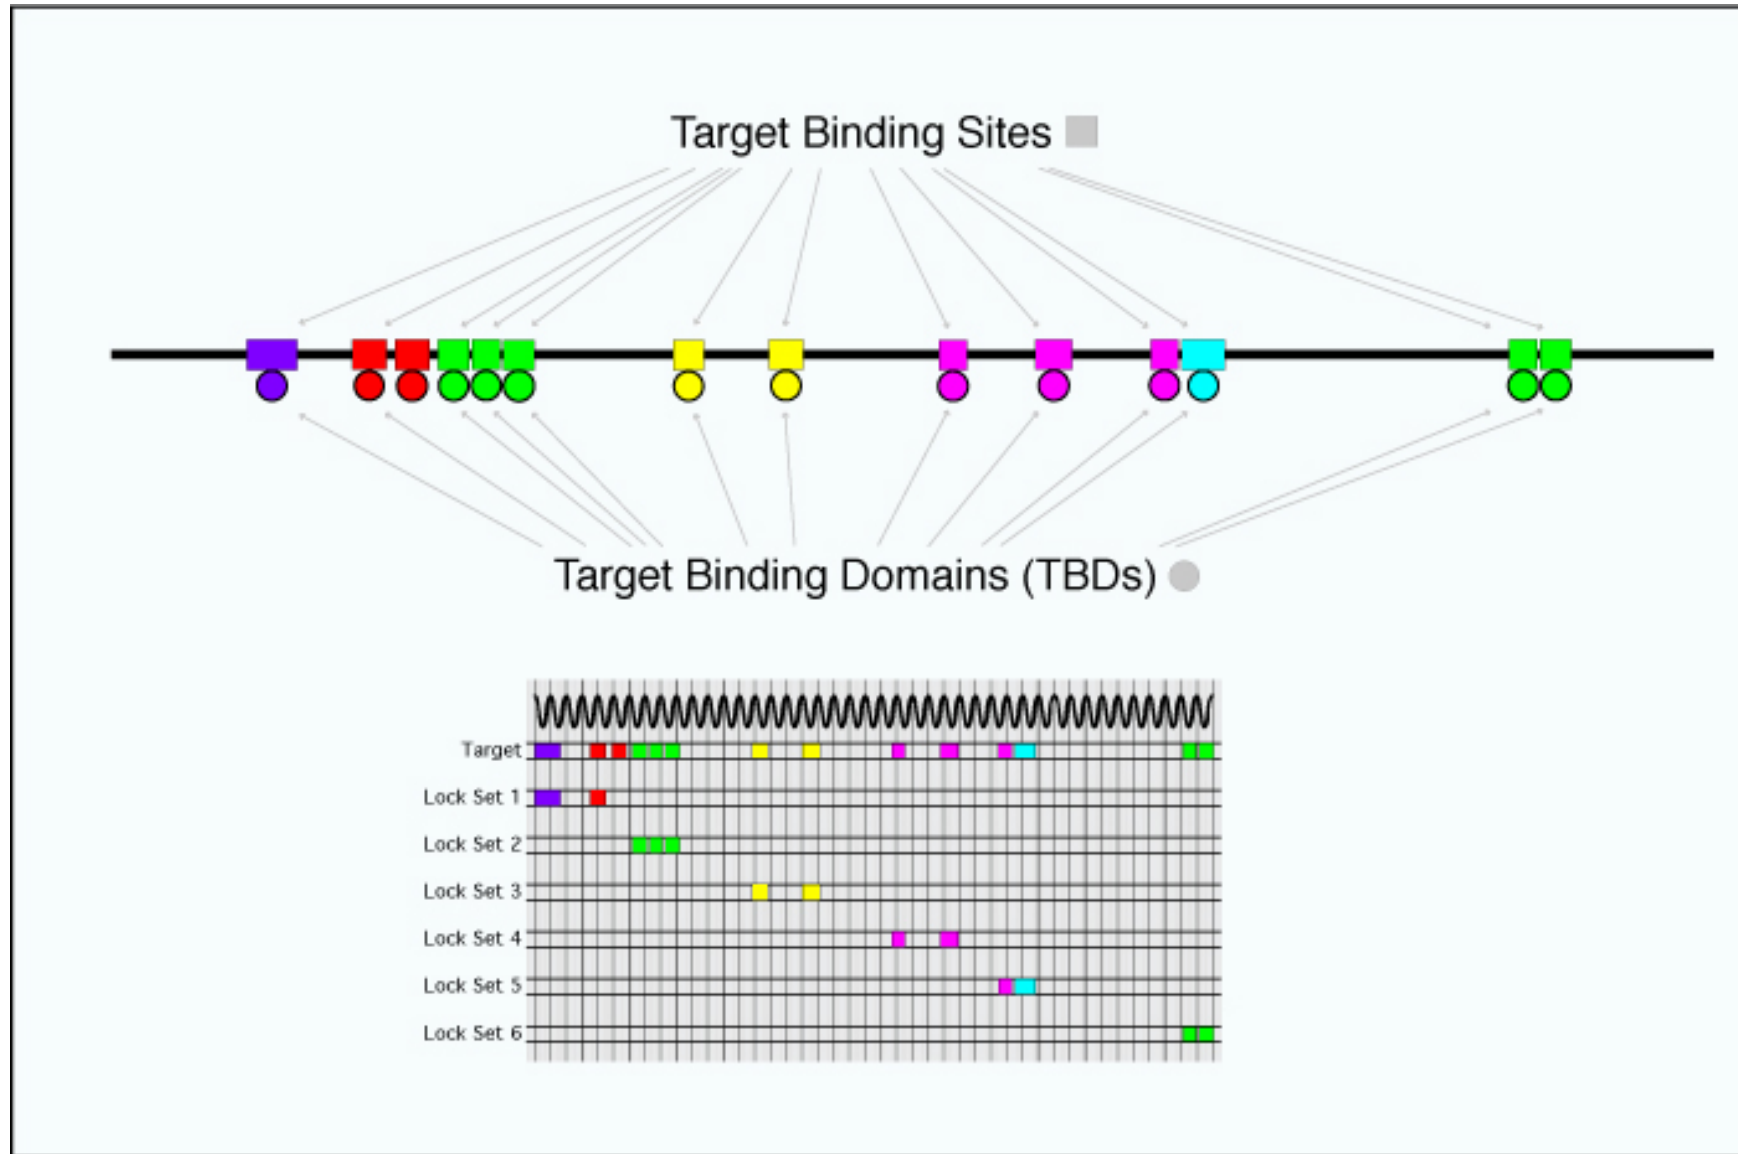 Target Binding Sites
Target Binding Domains (TBDs)
Target
Lock Set 1
Lock Set 2
Lock Set 3
Lock Set 4
Lock Set 5
Lock Set 6